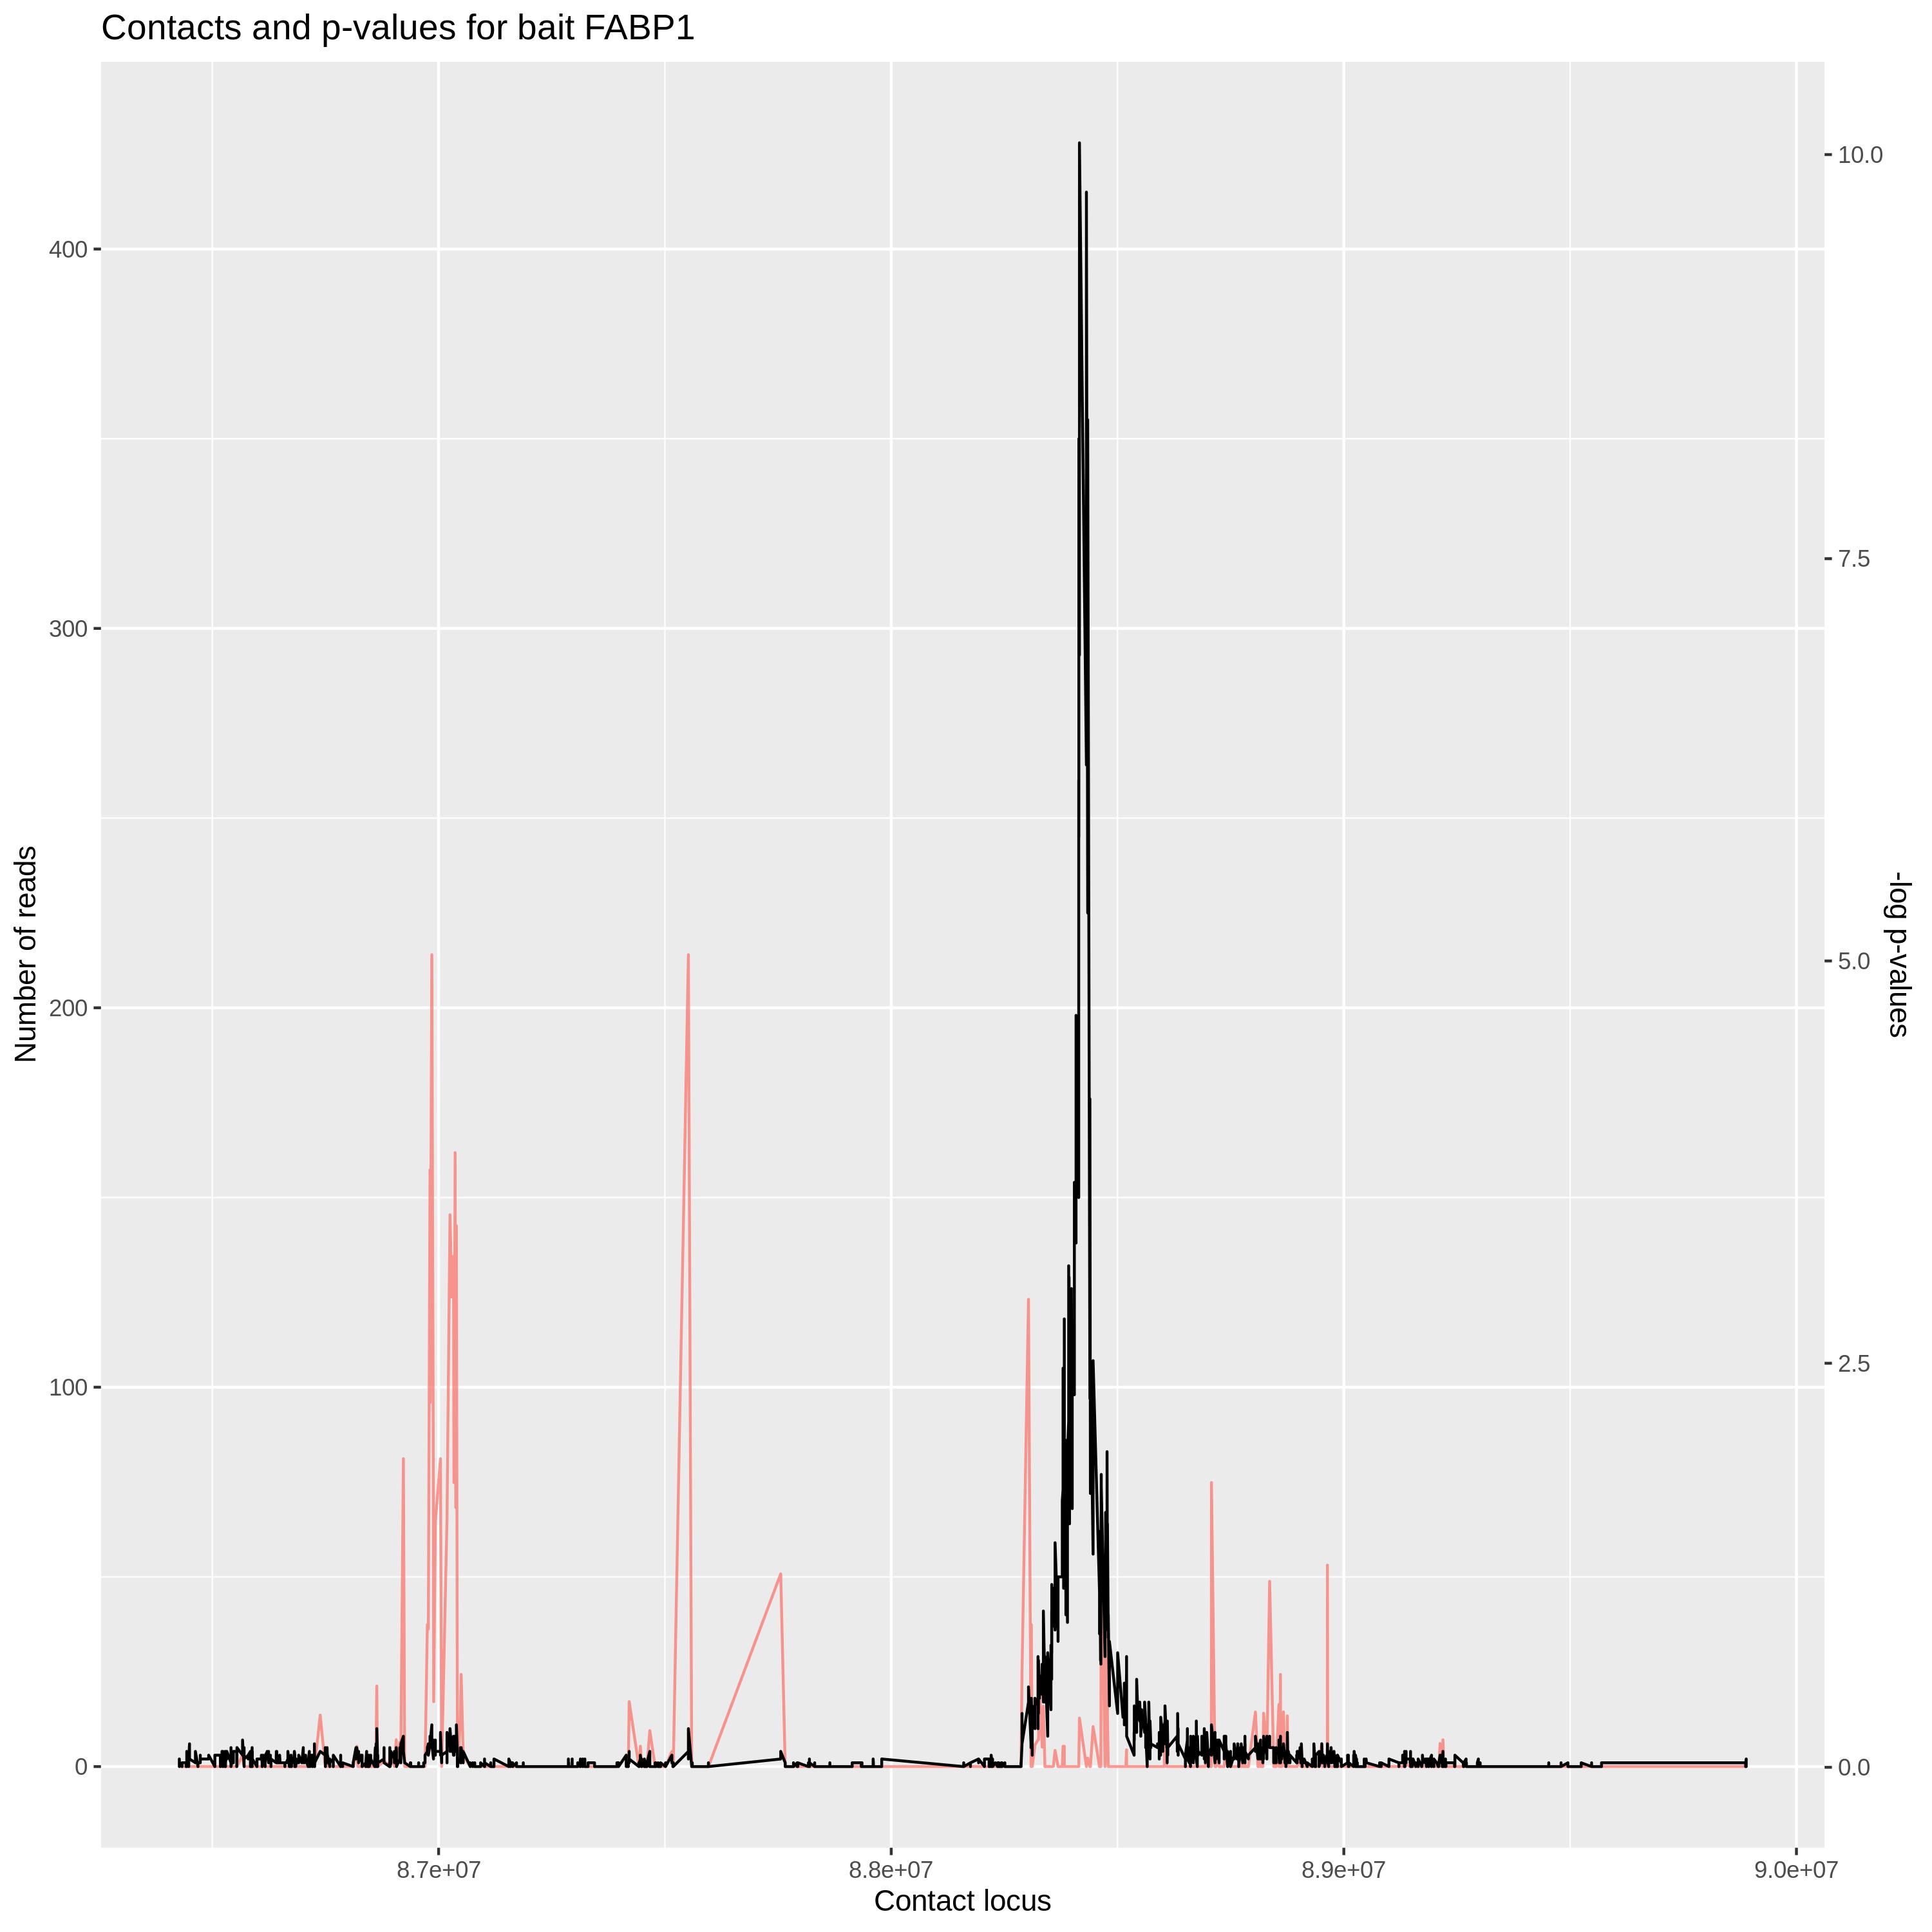 Contacts and p-values for bait FABP1
400
300
200
100
0
Number of reads
10.0
7.5
5.0
2.5
0.0
-log p-values
8.7e+07
8.8e+07
8.9e+07
9.0e+07
Contact locus